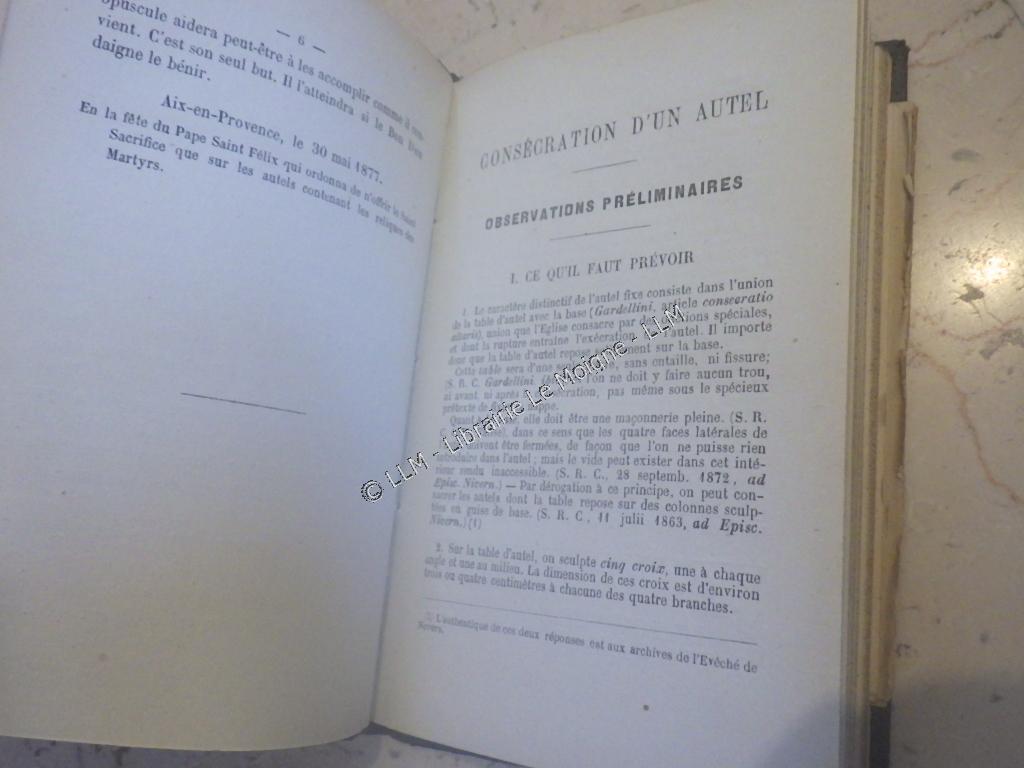 — 6 —
opuscule aidera peut-être à les accomplir comme il con-
vient. C'est son seul but. Il l'atteindra si le Bon Dieu
daigne le bénir.
Aix-en-Provence, le 30 mai 1877.
En la fête du Pape Saint Félix qui ordonna de n'offrir le Saint
Sacrifice que sur les autels contenant les reliques des
Martyrs.
CONSÉCRATION D'UN AUTEL
OBSERVATIONS PRÉLIMINAIRES
I. CE QU'IL FAUT PRÉVOIR
1. Le caractère distinctif de l'autel fixe consiste dans l'union
de la table d'autel avec la base (Gardellini, article consecratio
altaris), union que l'Eglise consacre par des onctions spéciales,
et dont la rupture entraîne l'exécration de l'autel. Il importe
donc que la table d'autel repose sur la base.
Cette table sera d'une sans entaille, ni fissure;
(S. R. C. Gardellini. l'on ne doit y faire aucun trou,
ni avant, ni après la consécration, pas même sous le spécieux
prétexte de
Quant elle doit être une maçonnerie pleine. (S. R.
C. dans ce sens que les quatre faces latérales de
doivent être fermées, de façon que l'on ne puisse rien
introduire dans l'autel; mais le vide peut exister dans cet inté-
rieur rendu inaccessible. (S. R. C., 28 septemb. 1872, ad
Episc. Nivern.) — Par dérogation à ce principe, on peut con-
sacrer les autels dont la table repose sur des colonnes sculp-
tées en guise de base. (S. R. C., 11 julii 1863, ad Episc.
Nivern.) (1)
2. Sur la table d'autel, on sculpte cinq croix, une à chaque
angle et une au milieu. La dimension de ces croix est d'environ
trois ou quatre centimètres à chacune des quatre branches.
(1) L'authentique de ces deux réponses est aux archives de l'Evêché de
Nevers.
© LLM - Librairie Le Moigne - LLM